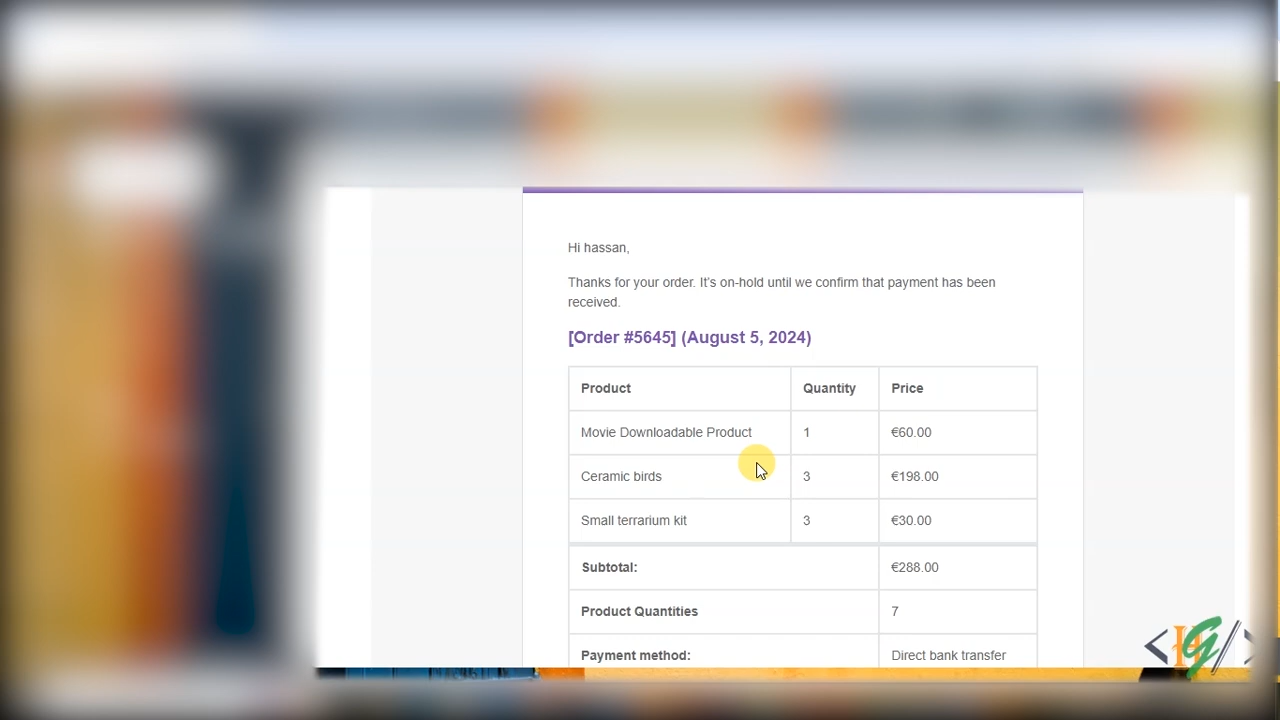 Hi hassan,
Thanks for your order. It's on-hold until we confirm that payment has been
received.
[Order #5645] (August 5, 2024)
Product Quantity Price
Movie Downloadable Product 1 €60.00
Ceramic birds 3 €198.00
Small terrarium kit 3 €30.00
Subtotal: €288.00
Product Quantities 7
Payment method: Direct bank transfer